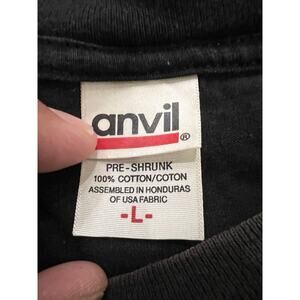 anvil®
PRE-SHRUNK
100% COTTON/COTON
ASSEMBLED IN HONDURAS
OF USA FABRIC
-L-